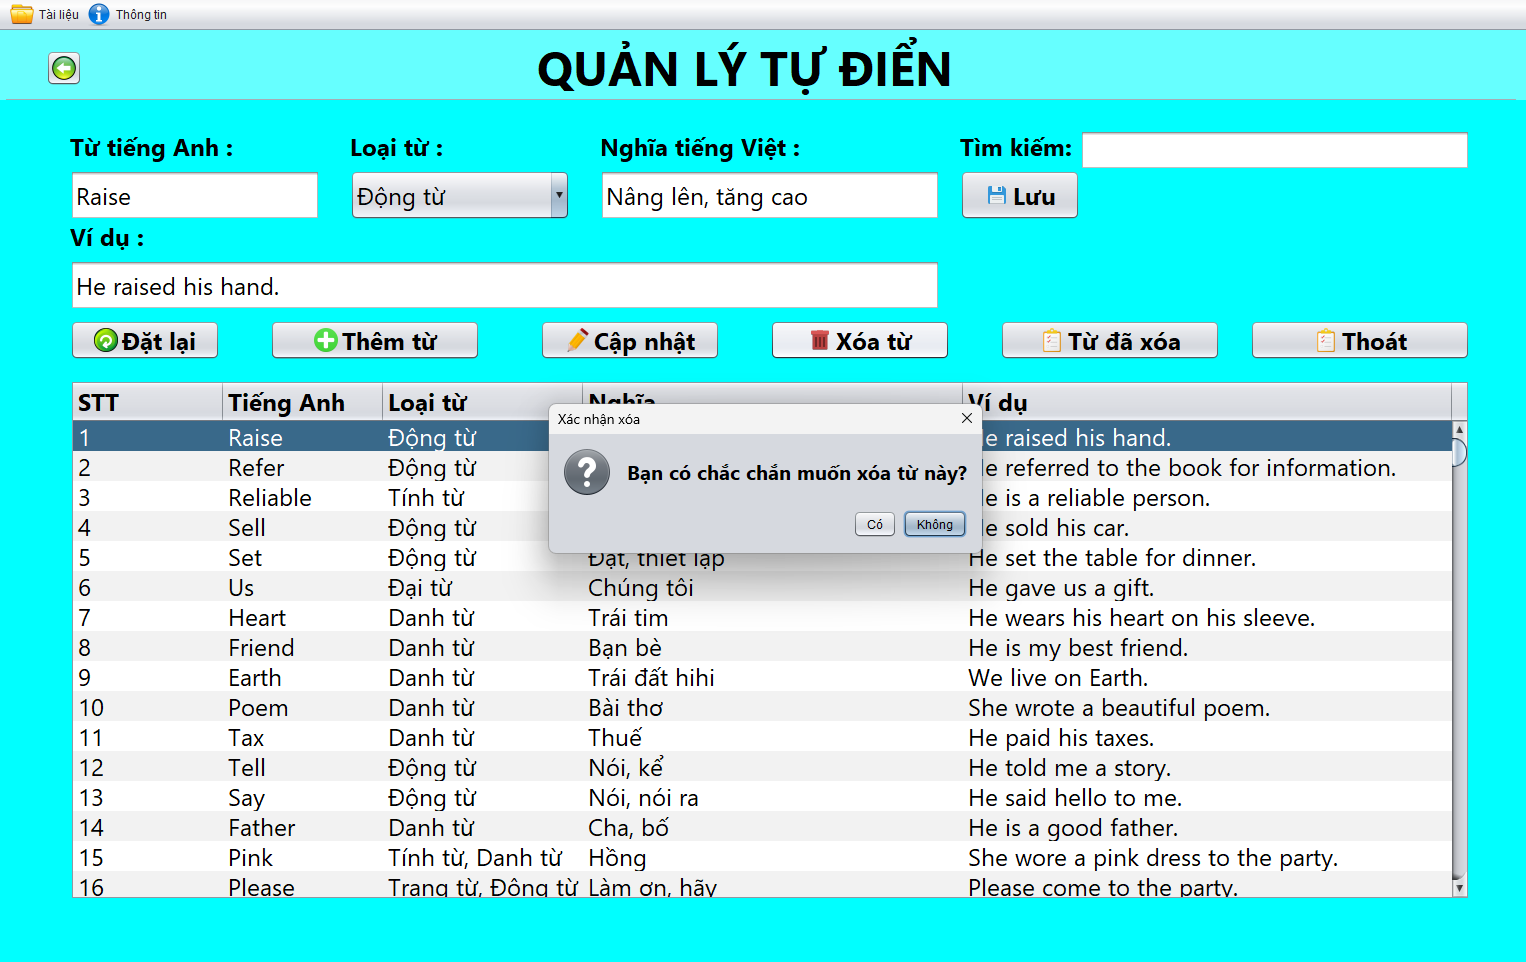 Tài liệu Thông tin
QUẢN LÝ TỰ ĐIỂN
Từ tiếng Anh : Loại từ : Nghĩa tiếng Việt : Tìm kiếm:
Raise Động từ Nâng lên, tăng cao Lưu
Ví dụ :
He raised his hand.
Đặt lại Thêm từ Cập nhật Xóa từ Từ đã xóa Thoát
STT Tiếng Anh Loại từ Nghĩa Ví dụ
Xác nhận xóa
Bạn có chắc chắn muốn xóa từ này?
Có Không
1 Raise Động từ raised his hand.
2 Refer Động từ referred to the book for information.
3 Reliable Tính từ is a reliable person.
4 Sell Động từ sold his car.
5 Set Động từ Đặt, thiết lập He set the table for dinner.
6 Us Đại từ Chúng tôi He gave us a gift.
7 Heart Danh từ Trái tim He wears his heart on his sleeve.
8 Friend Danh từ Bạn bè He is my best friend.
9 Earth Danh từ Trái đất hihi We live on Earth.
10 Poem Danh từ Bài thơ She wrote a beautiful poem.
11 Tax Danh từ Thuế He paid his taxes.
12 Tell Động từ Nói, kể He told me a story.
13 Say Động từ Nói, nói ra He said hello to me.
14 Father Danh từ Cha, bố He is a good father.
15 Pink Tính từ, Danh từ Hồng She wore a pink dress to the party.
16 Please Trạng từ, Động từ Làm ơn, hãy Please come to the party.